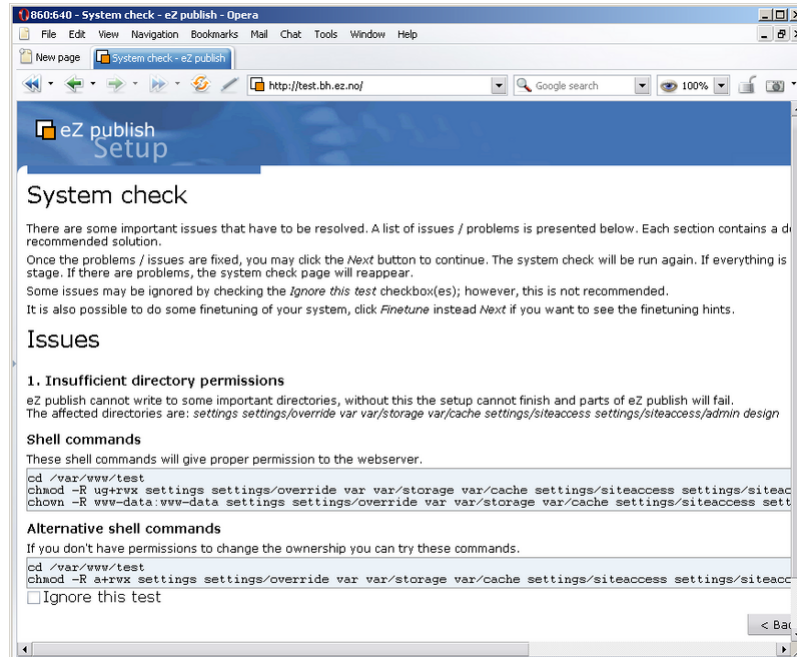 860:640 - System check - eZ publish - Opera
File Edit View Navigation Bookmarks Mail Chat Tools Window Help
New page System check - eZ publish
http://test.bh.ez.no/ Google search 100%
eZ publish
Setup
System check
There are some important issues that have to be resolved. A list of issues / problems is presented below. Each section contains a
recommended solution.
Once the problems / issues are fixed, you may click the Next button to continue. The system check will be run again. If everything is
stage. If there are problems, the system check page will reappear.
Some issues may be ignored by checking the Ignore this test checkbox(es); however, this is not recommended.
It is also possible to do some finetuning of your system, click Finetune instead Next if you want to see the finetuning hints.
Issues
1. Insufficient directory permissions
eZ publish cannot write to some important directories, without this the setup cannot finish and parts of eZ publish will fail.
The affected directories are: settings settings/override var var/storage var/cache settings/siteaccess settings/siteaccess/admin design
Shell commands
These shell commands will give proper permission to the webserver.
cd /var/www/test
chmod -R ug+rwx settings settings/override var var/storage var/cache settings/siteaccess settings/siteac
chown -R www-data:www-data settings settings/override var var/storage var/cache settings/siteaccess sett
Alternative shell commands
If you don't have permissions to change the ownership you can try these commands.
cd /var/www/test
chmod -R a+rwx settings settings/override var var/storage var/cache settings/siteaccess settings/siteacc
Ignore this test
< Bac